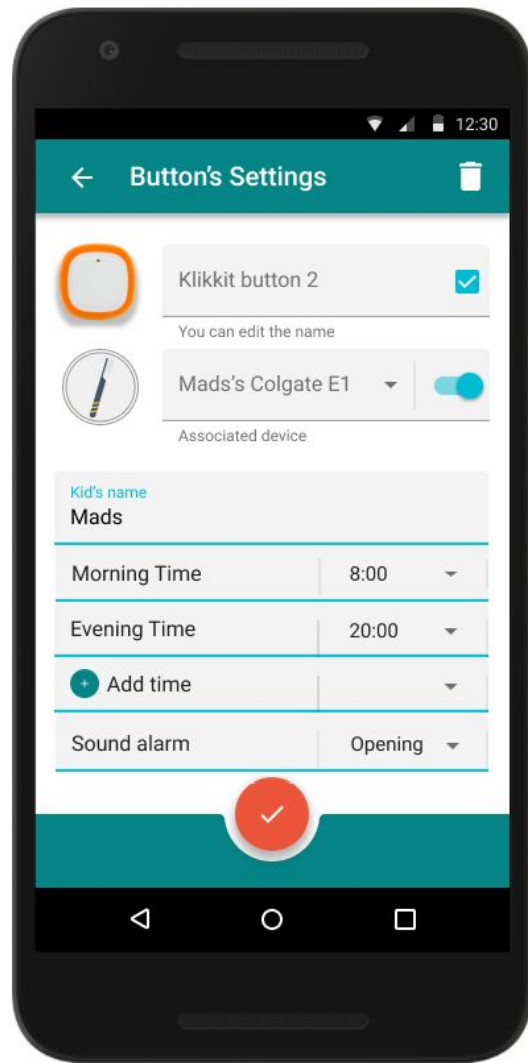 12:30
Button's Settings
Klikkit button 2
You can edit the name
Mads's Colgate E1
Associated device
Kid's name
Mads
Morning Time 8:00
Evening Time 20:00
+ Add time
Sound alarm Opening